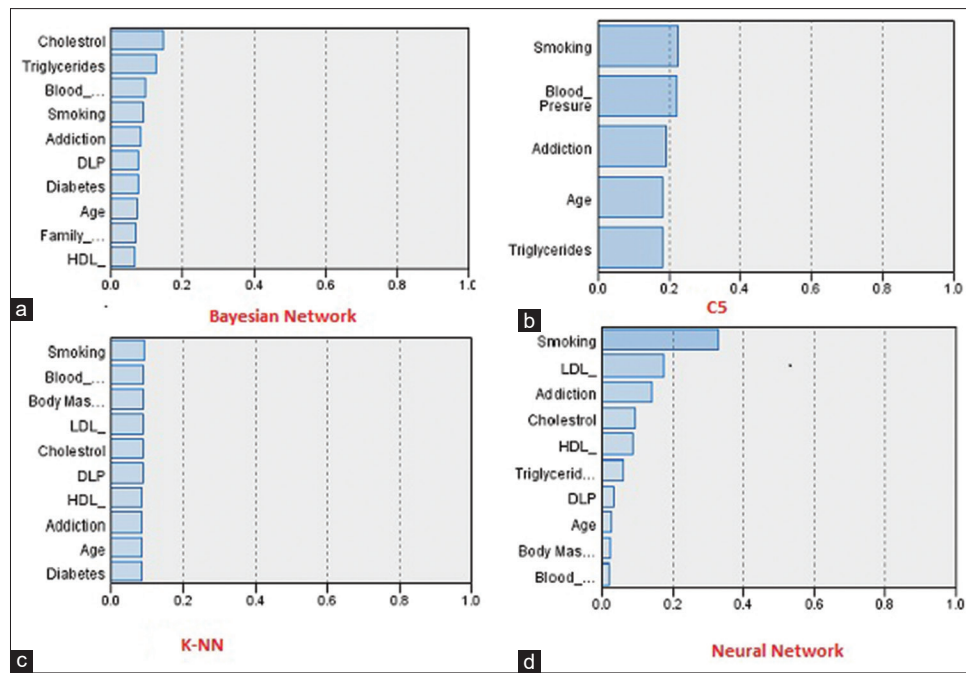 Cholestrol
Triglycerides
Blood_...
Smoking
Addiction
DLP
Diabetes
Age
Family_...
HDL_
0.0 0.2 0.4 0.6 0.8 1.0
a
Bayesian Network
Smoking
Blood_
Presure
Addiction
Age
Triglycerides
0.0 0.2 0.4 0.6 0.8 1.0
b
C5
Smoking
Blood_...
Body Mas...
LDL_
Cholestrol
DLP
HDL_
Addiction
Age
Diabetes
0.0 0.2 0.4 0.6 0.8 1.0
c
K-NN
Smoking
LDL_
Addiction
Cholestrol
HDL_
Triglycerid...
DLP
Age
Body Mas...
Blood_...
0.0 0.2 0.4 0.6 0.8 1.0
d
Neural Network